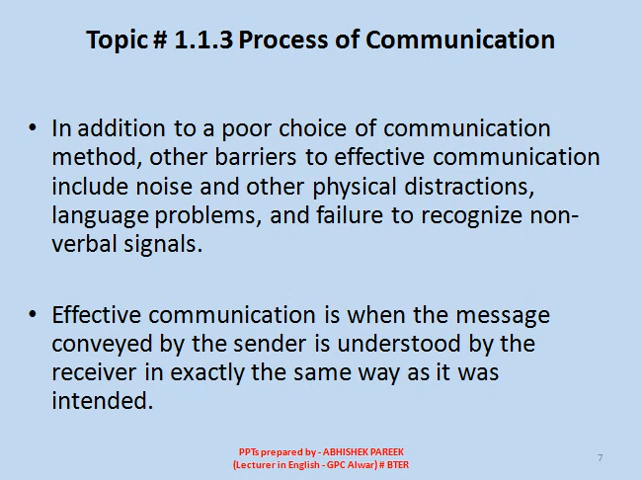 Topic # 1.1.3 Process of Communication
• In addition to a poor choice of communication
method, other barriers to effective communication
include noise and other physical distractions,
language problems, and failure to recognize non-
verbal signals.
• Effective communication is when the message
conveyed by the sender is understood by the
receiver in exactly the same way as it was
intended.
PPTs prepared by - ABHISHEK PAREEK
(Lecturer in English - GPC Alwar) # BTER
7